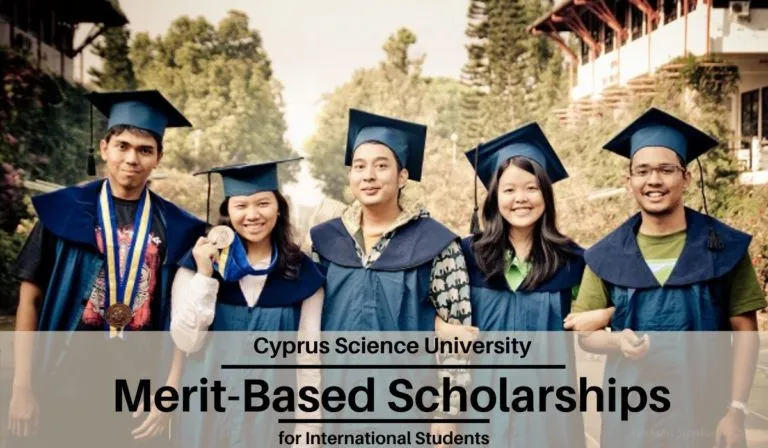 Cyprus Science University
Merit-Based Scholarships
for International Students